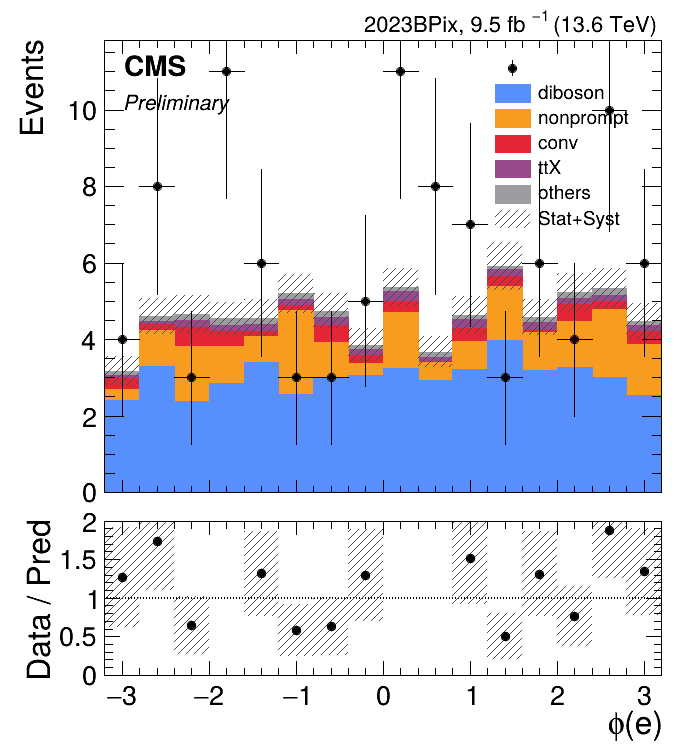 2023BPix, 9.5 fb⁻¹ (13.6 TeV)
CMS
Preliminary
diboson
nonprompt
conv
ttX
others
Stat+Syst
Events
10
8
6
4
2
0
Data / Pred
2
1.5
1
0.5
0
−3 −2 −1 0 1 2 3
ϕ(e)